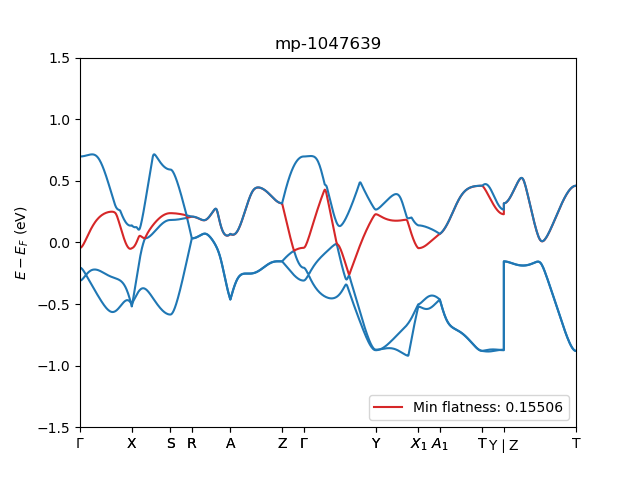 mp-1047639
E − E_F (eV)
1.5
1.0
0.5
0.0
−0.5
−1.0
−1.5
Min flatness: 0.15506
Γ X S R A Z Γ Y X₁ A₁ T Y | Z T